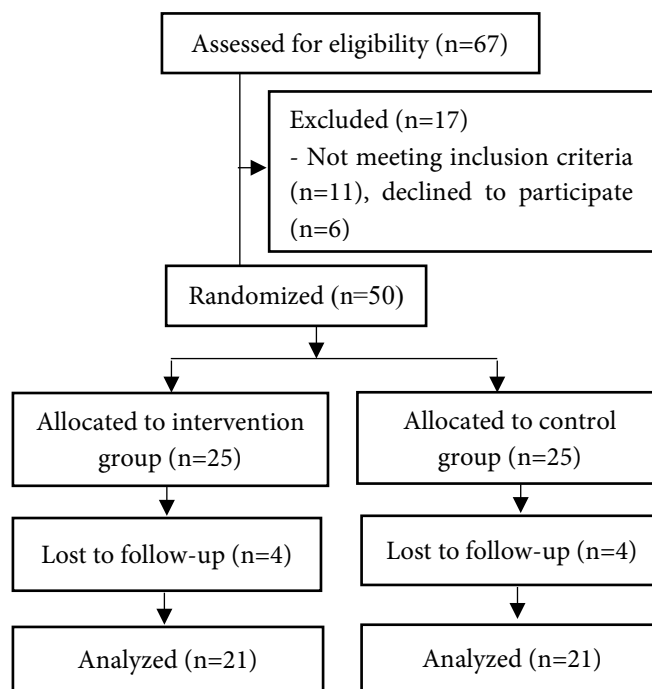 Assessed for eligibility (n=67)
Excluded (n=17)
- Not meeting inclusion criteria
(n=11), declined to participate
(n=6)
Randomized (n=50)
Allocated to intervention
group (n=25)
Allocated to control
group (n=25)
Lost to follow-up (n=4)
Lost to follow-up (n=4)
Analyzed (n=21)
Analyzed (n=21)